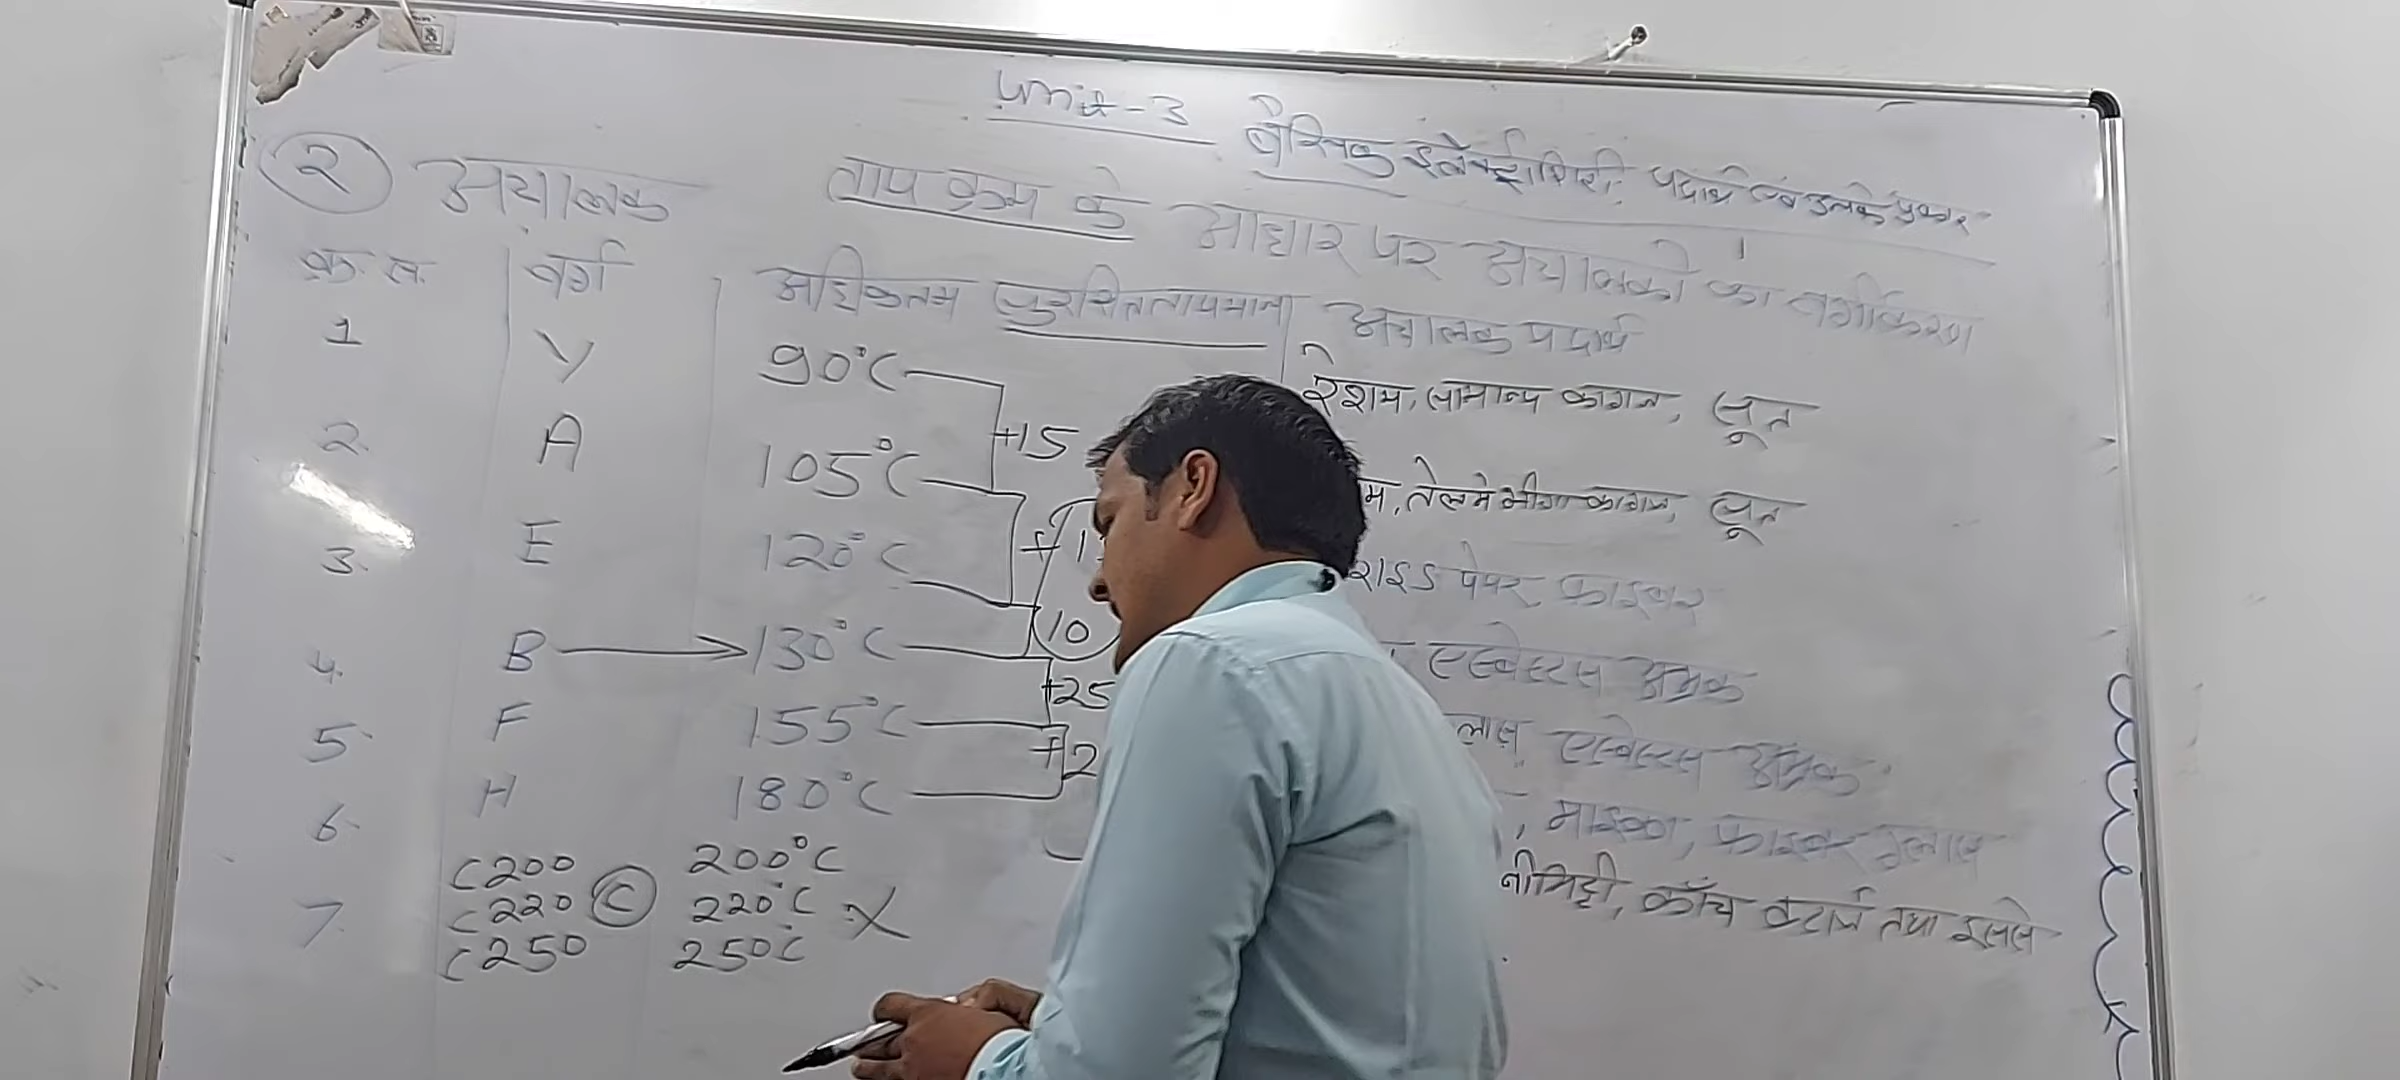 Unit-3 बैसिक इलेक्ट्रीसिटी, पदार्थ एवं उनके प्रकार
2 अचालक ताप क्रम के आधार पर अचालको का वर्गीकरण
क्र.स. वर्ग अधिकतम सुरक्षित तापमान अचालक पदार्थ
1 Y 90°C रेशम, सामान्य कागज, सूत
+15
2. A 105°C तेल मे भीगा कागज, सूत
3. E 120°C पेपर, फाइबर
10
4. B 130°C एस्बेस्टस अभ्रक
+25
5. F 155°C एस्बेस्टस अभ्रक
6. H 180°C माइका, फाइबर ग्लास
C200 200°C
7. C220 C 220°C X काँच क्वार्टज तथा इससे
C250 250°C